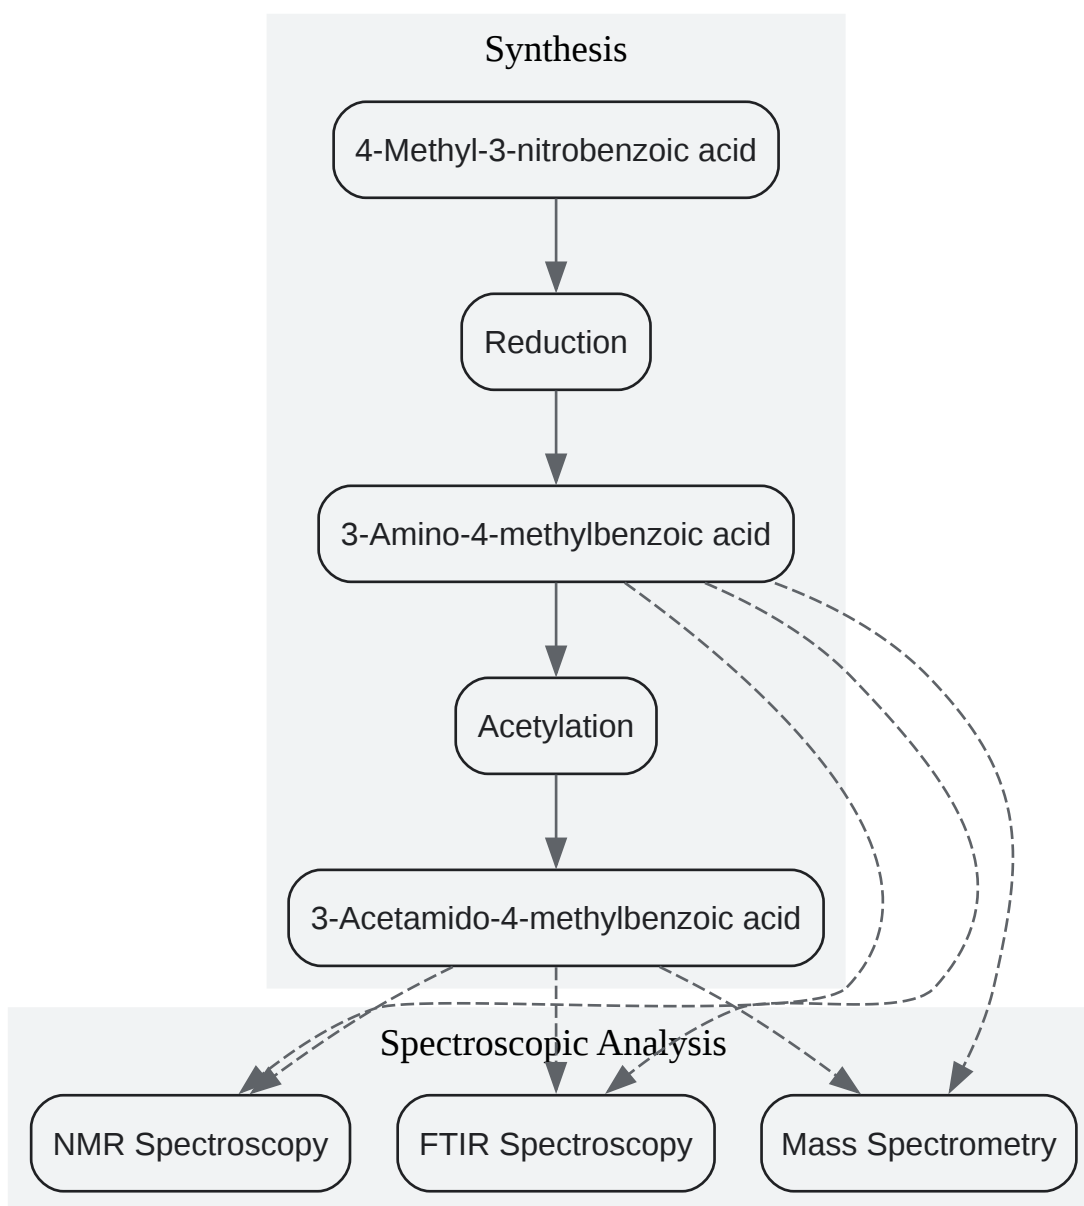 Synthesis
4-Methyl-3-nitrobenzoic acid
Reduction
3-Amino-4-methylbenzoic acid
Acetylation
3-Acetamido-4-methylbenzoic acid
Spectroscopic Analysis
NMR Spectroscopy
FTIR Spectroscopy
Mass Spectrometry